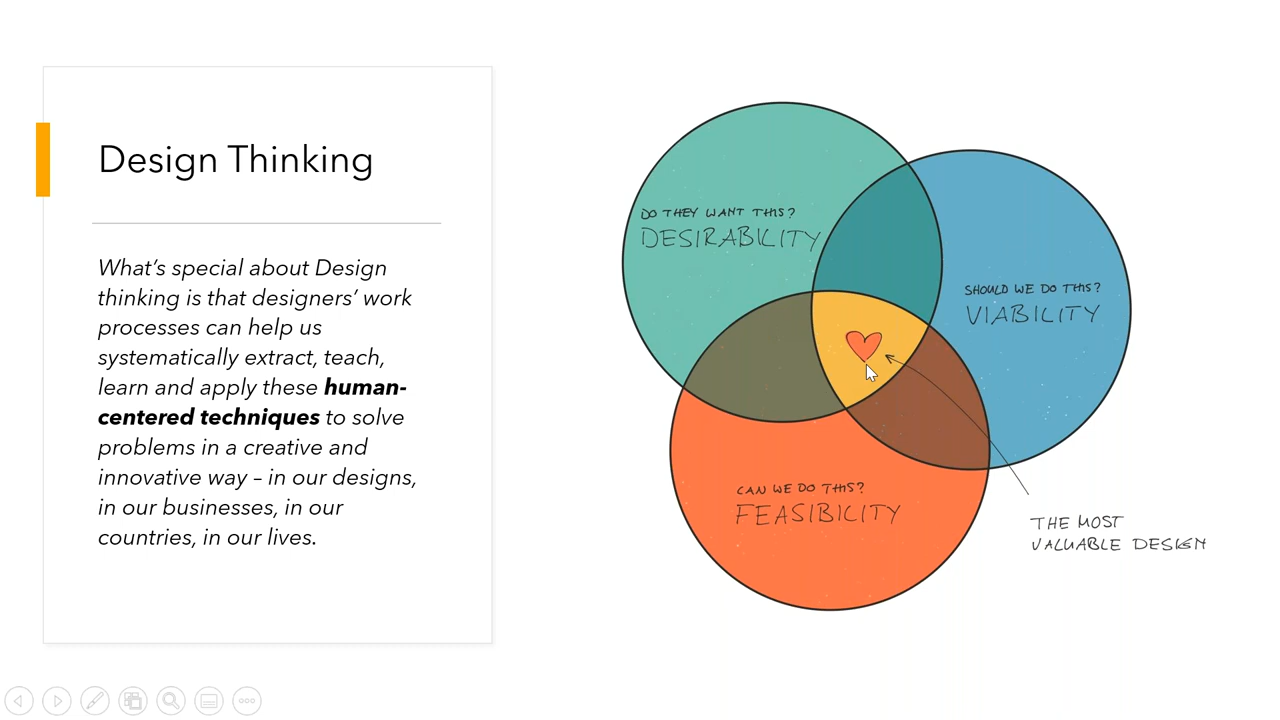 Design Thinking
What's special about Design
thinking is that designers' work
processes can help us
systematically extract, teach,
learn and apply these human-
centered techniques to solve
problems in a creative and
innovative way – in our designs,
in our businesses, in our
countries, in our lives.
DO THEY WANT THIS?
DESIRABILITY
SHOULD WE DO THIS?
VIABILITY
CAN WE DO THIS?
FEASIBILITY
THE MOST
VALUABLE DESIGN